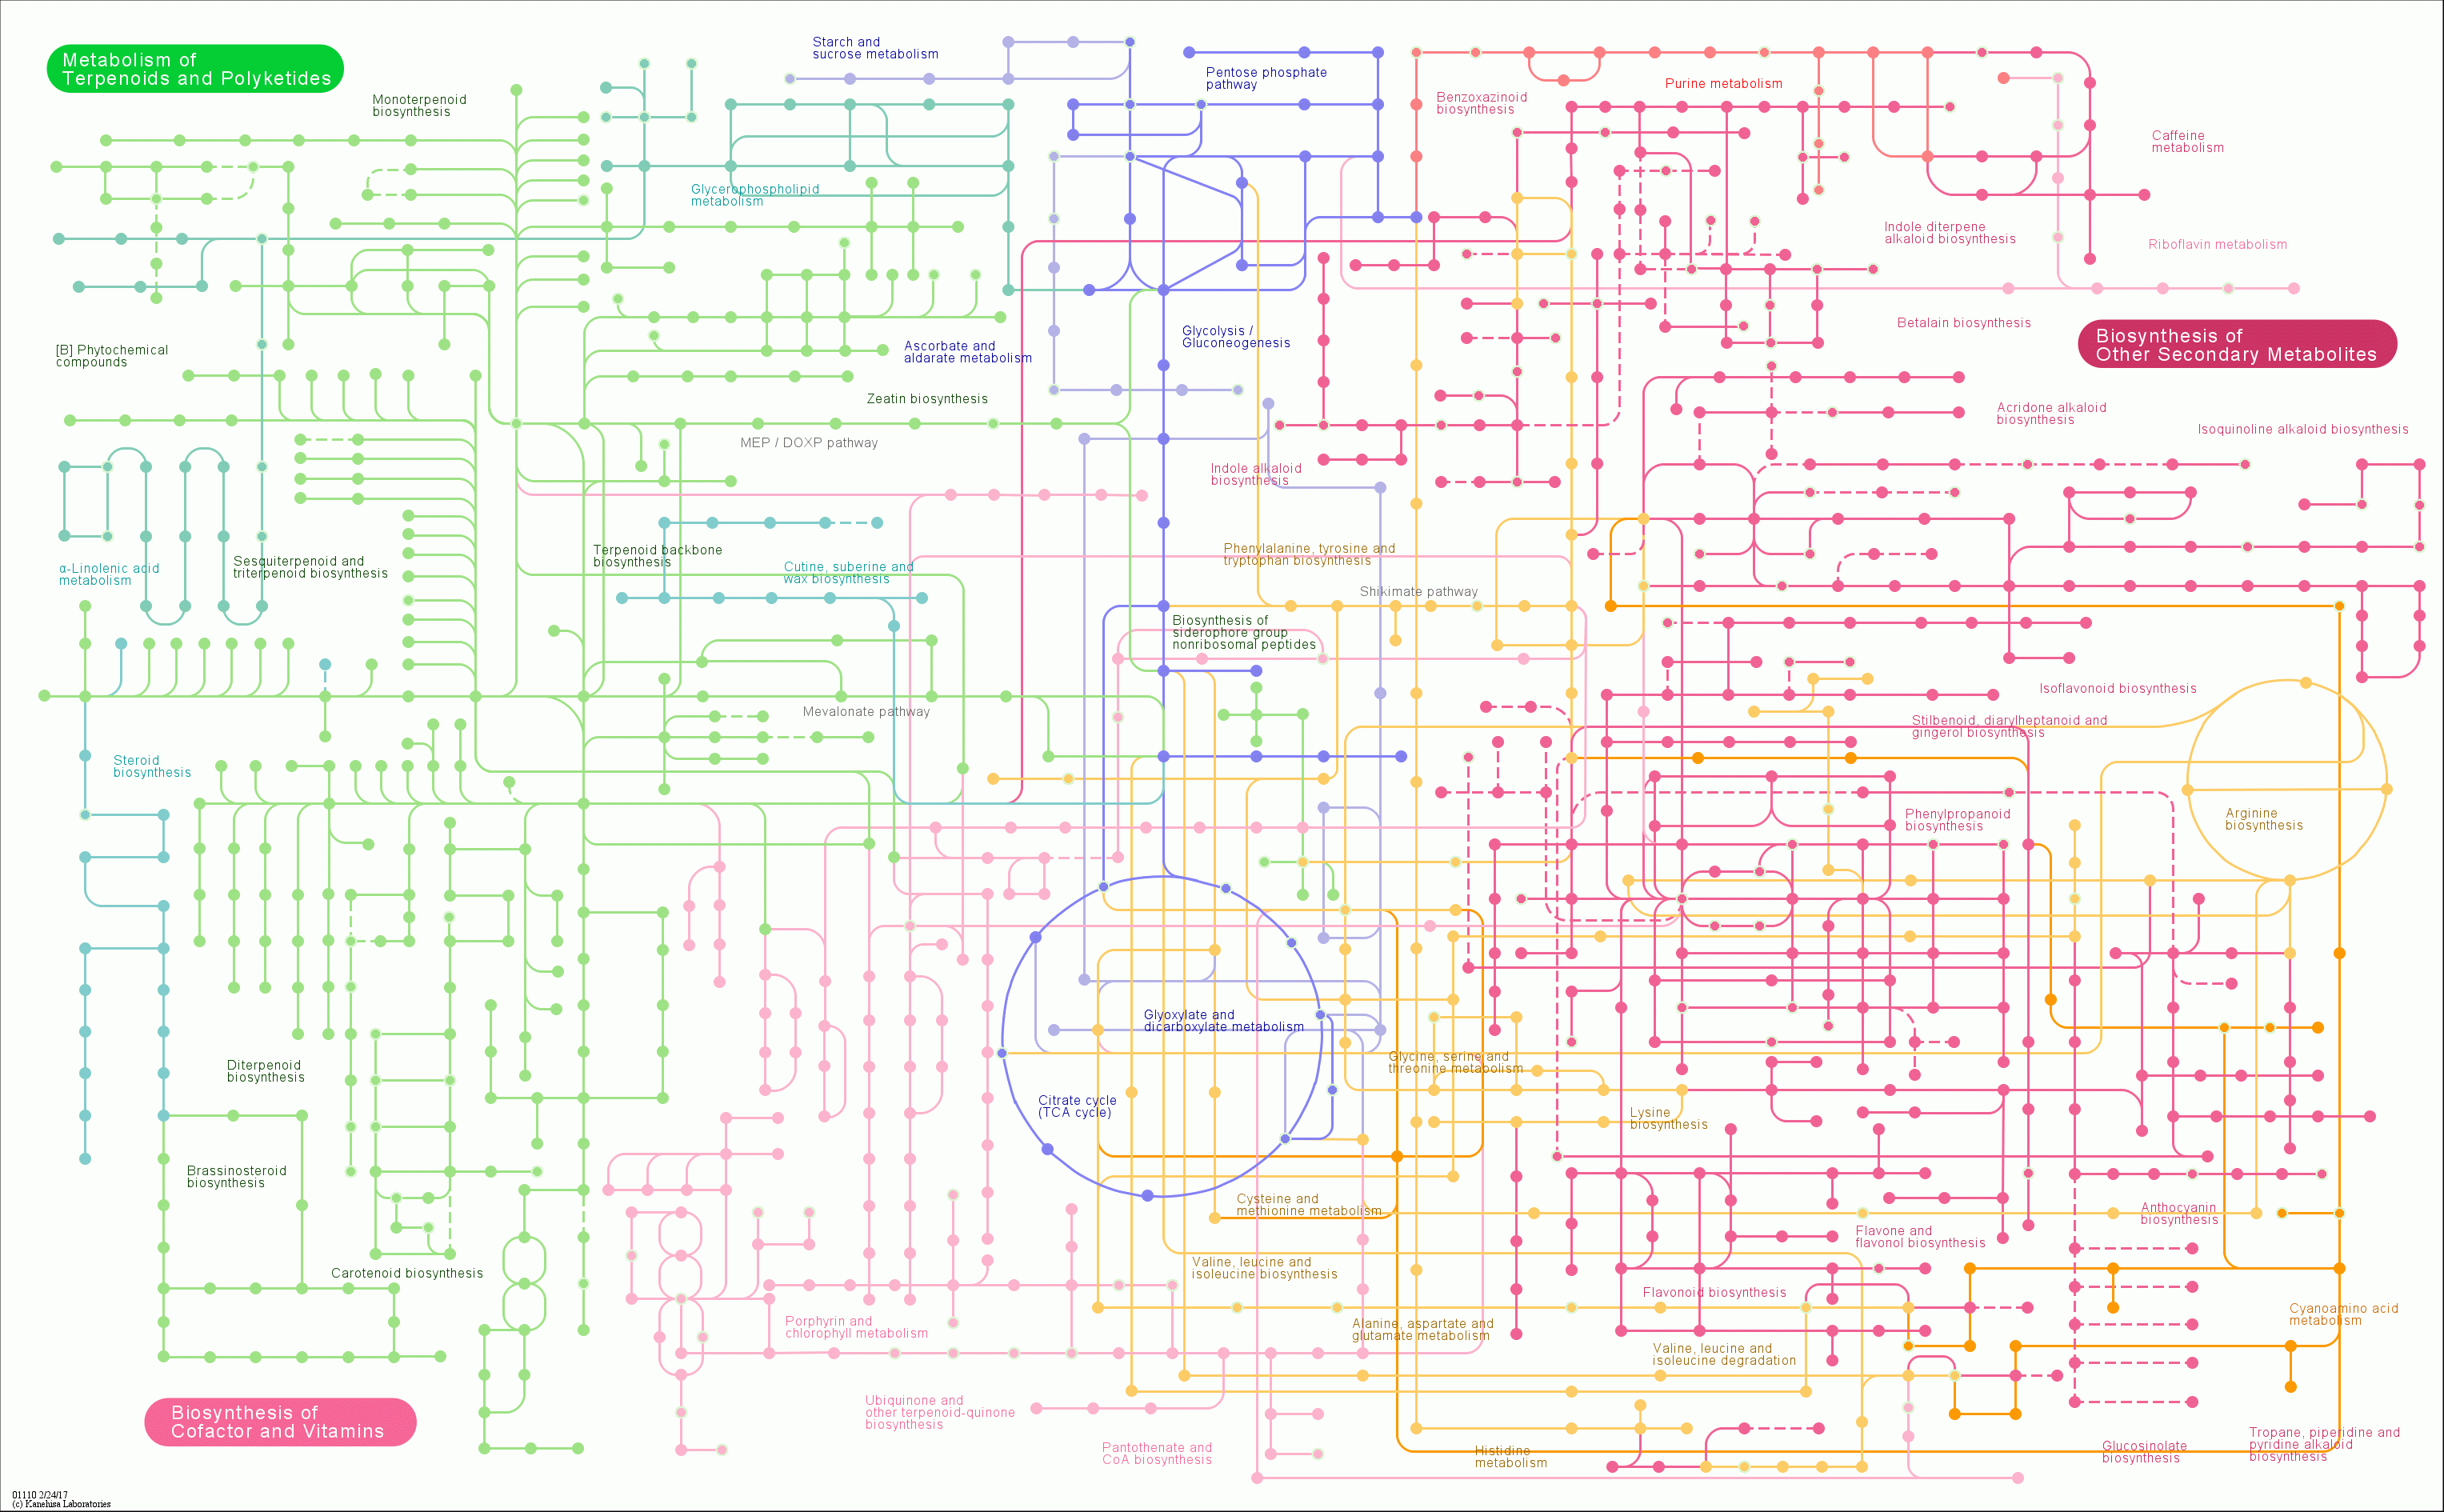 Metabolism of
Terpenoids and Polyketides
Starch and
sucrose metabolism
Pentose phosphate
pathway
Purine metabolism
Benzoxazinoid
biosynthesis
Monoterpenoid
biosynthesis
Caffeine
metabolism
Glycerophospholipid
metabolism
Indole diterpene
alkaloid biosynthesis
Riboflavin metabolism
Glycolysis /
Gluconeogenesis
Betalain biosynthesis
Biosynthesis of
Other Secondary Metabolites
[B] Phytochemical
compounds
Ascorbate and
aldarate metabolism
Zeatin biosynthesis
Acridone alkaloid
biosynthesis
Isoquinoline alkaloid biosynthesis
MEP / DOXP pathway
Indole alkaloid
biosynthesis
Terpenoid backbone
biosynthesis
Phenylalanine, tyrosine and
tryptophan biosynthesis
Sesquiterpenoid and
triterpenoid biosynthesis
α-Linolenic acid
metabolism
Cutine, suberine and
wax biosynthesis
Shikimate pathway
Biosynthesis of
siderophore group
nonribosomal peptides
Isoflavonoid biosynthesis
Mevalonate pathway
Stilbenoid, diarylheptanoid and
gingerol biosynthesis
Steroid
biosynthesis
Phenylpropanoid
biosynthesis
Arginine
biosynthesis
Glyoxylate and
dicarboxylate metabolism
Glycine, serine and
threonine metabolism
Diterpenoid
biosynthesis
Citrate cycle
(TCA cycle)
Lysine
biosynthesis
Brassinosteroid
biosynthesis
Cysteine and
methionine metabolism
Anthocyanin
biosynthesis
Flavone and
flavonol biosynthesis
Carotenoid biosynthesis
Valine, leucine and
isoleucine biosynthesis
Flavonoid biosynthesis
Cyanoamino acid
metabolism
Porphyrin and
chlorophyll metabolism
Alanine, aspartate and
glutamate metabolism
Valine, leucine and
isoleucine degradation
Biosynthesis of
Cofactor and Vitamins
Ubiquinone and
other terpenoid-quinone
biosynthesis
Pantothenate and
CoA biosynthesis
Histidine
metabolism
Glucosinolate
biosynthesis
Tropane, piperidine and
pyridine alkaloid
biosynthesis
01110 2/24/17
(c) Kanehisa Laboratories